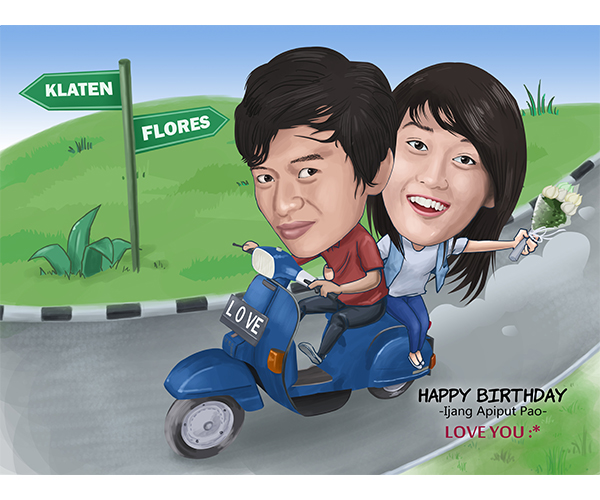 KLATEN
FLORES
LOVE
HAPPY BIRTHDAY
-Ijang Apiput Pao-
LOVE YOU :*